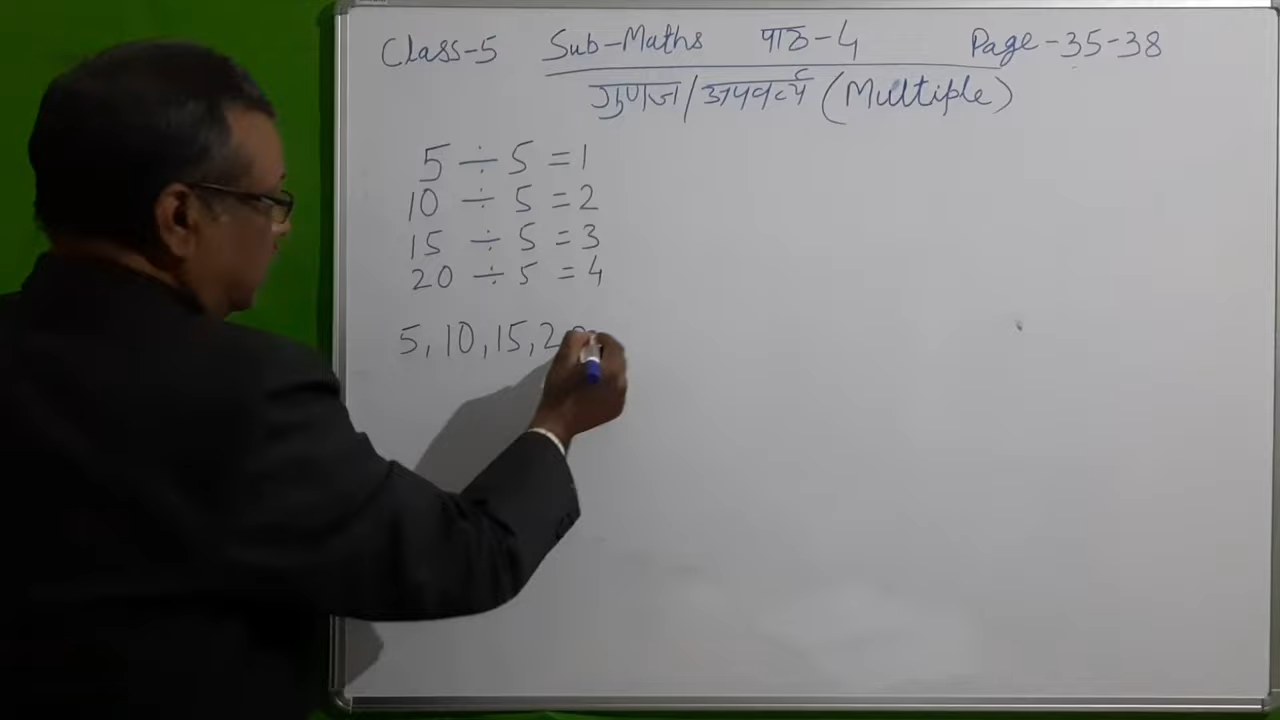 Class-5 Sub-Maths पाठ-4 Page-35-38
गुणज/अपवर्त्य (Multiple)
5 ÷ 5 = 1
10 ÷ 5 = 2
15 ÷ 5 = 3
20 ÷ 5 = 4
5, 10, 15, 2